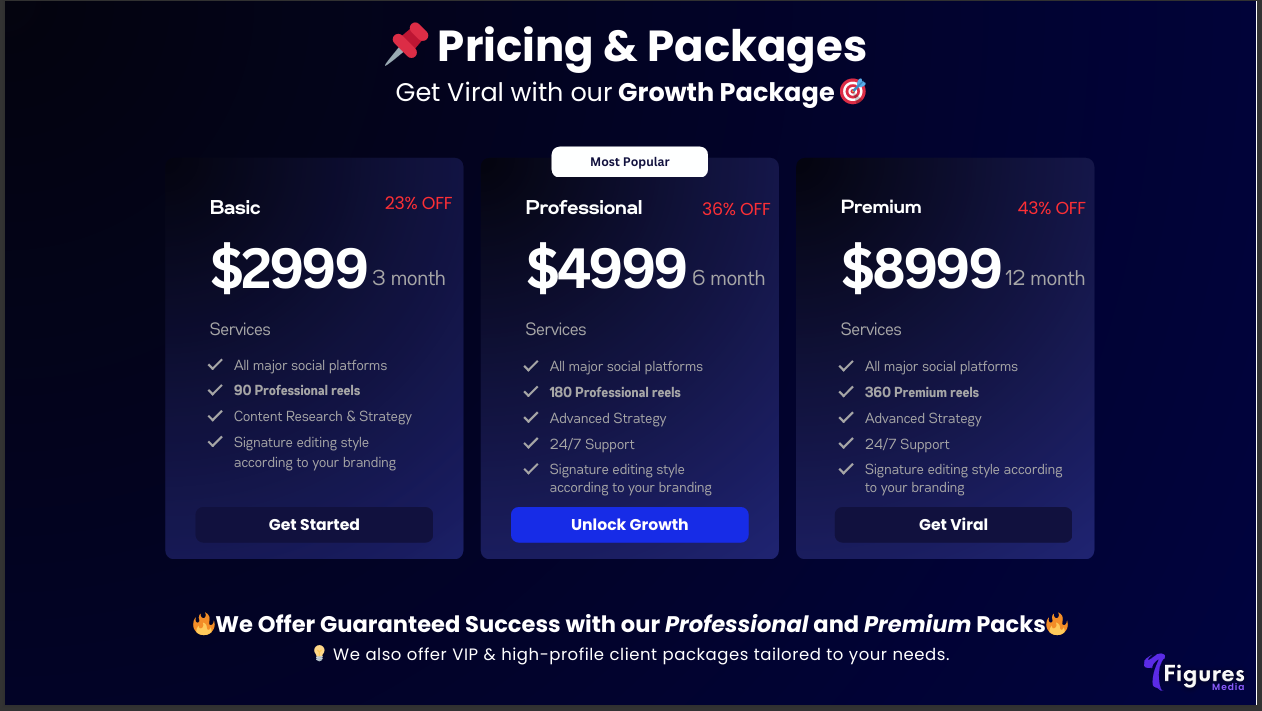 Pricing & Packages
Get Viral with our Growth Package
Most Popular
Basic
23% OFF
$2999 3 month
Services
All major social platforms
90 Professional reels
Content Research & Strategy
Signature editing style
according to your branding
Get Started
Professional
36% OFF
$4999 6 month
Services
All major social platforms
180 Professional reels
Advanced Strategy
24/7 Support
Signature editing style
according to your branding
Unlock Growth
Premium
43% OFF
$8999 12 month
Services
All major social platforms
360 Premium reels
Advanced Strategy
24/7 Support
Signature editing style according
to your branding
Get Viral
We Offer Guaranteed Success with our Professional and Premium Packs
We also offer VIP & high-profile client packages tailored to your needs.
7Figures
Media